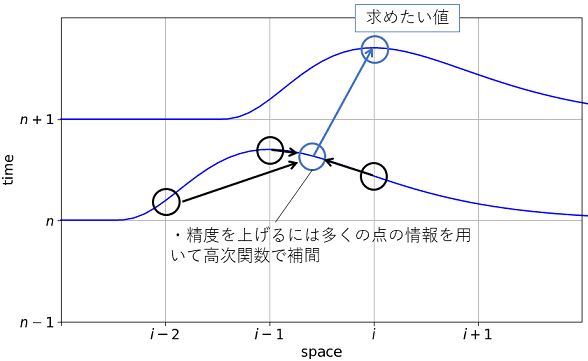 求めたい値
n + 1
time
n
・精度を上げるには多くの点の情報を用
いて高次関数で補間
n − 1
i − 2
i − 1
i
i + 1
space